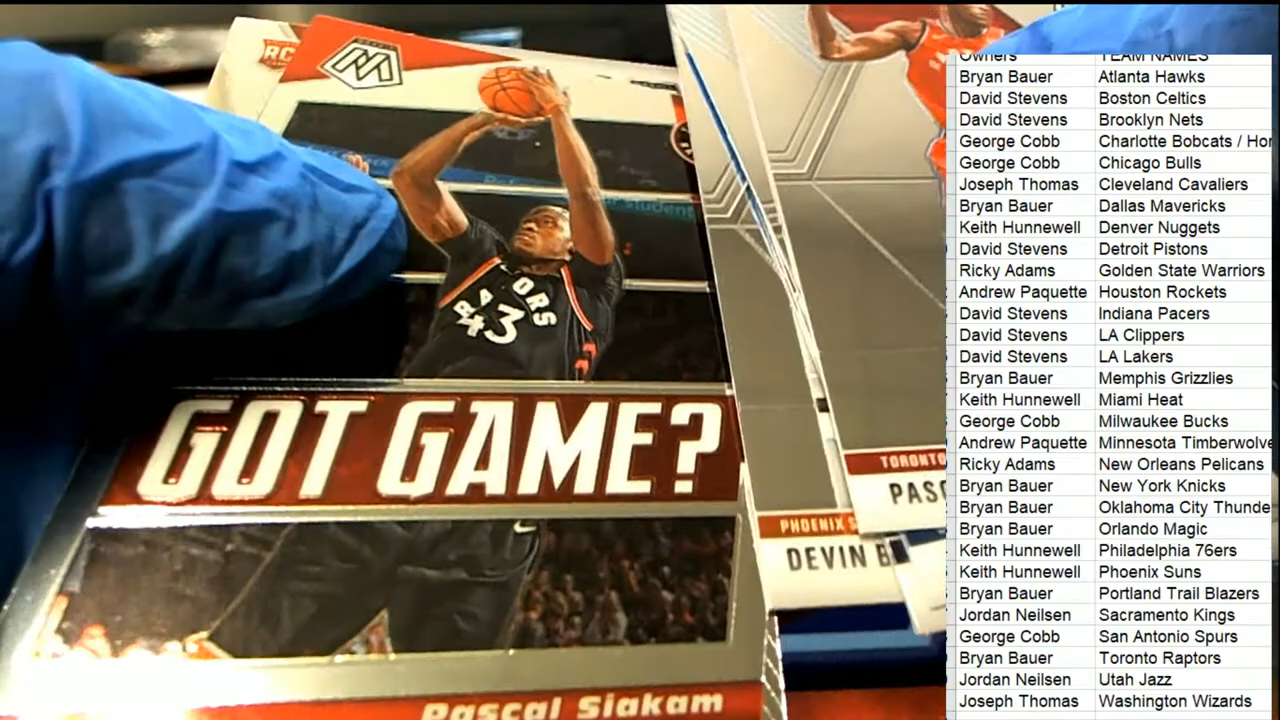 RC
M
RAPTORS
43
GOT GAME?
Pascal Siakam
TORONTO
PASC
PHOENIX S
DEVIN B
Owners TEAM NAMES
Bryan Bauer Atlanta Hawks
David Stevens Boston Celtics
David Stevens Brooklyn Nets
George Cobb Charlotte Bobcats / Hor
George Cobb Chicago Bulls
Joseph Thomas Cleveland Cavaliers
Bryan Bauer Dallas Mavericks
Keith Hunnewell Denver Nuggets
David Stevens Detroit Pistons
Ricky Adams Golden State Warriors
Andrew Paquette Houston Rockets
David Stevens Indiana Pacers
David Stevens LA Clippers
David Stevens LA Lakers
Bryan Bauer Memphis Grizzlies
Keith Hunnewell Miami Heat
George Cobb Milwaukee Bucks
Andrew Paquette Minnesota Timberwolve
Ricky Adams New Orleans Pelicans
Bryan Bauer New York Knicks
Bryan Bauer Oklahoma City Thunde
Bryan Bauer Orlando Magic
Keith Hunnewell Philadelphia 76ers
Keith Hunnewell Phoenix Suns
Bryan Bauer Portland Trail Blazers
Jordan Neilsen Sacramento Kings
George Cobb San Antonio Spurs
Bryan Bauer Toronto Raptors
Jordan Neilsen Utah Jazz
Joseph Thomas Washington Wizards